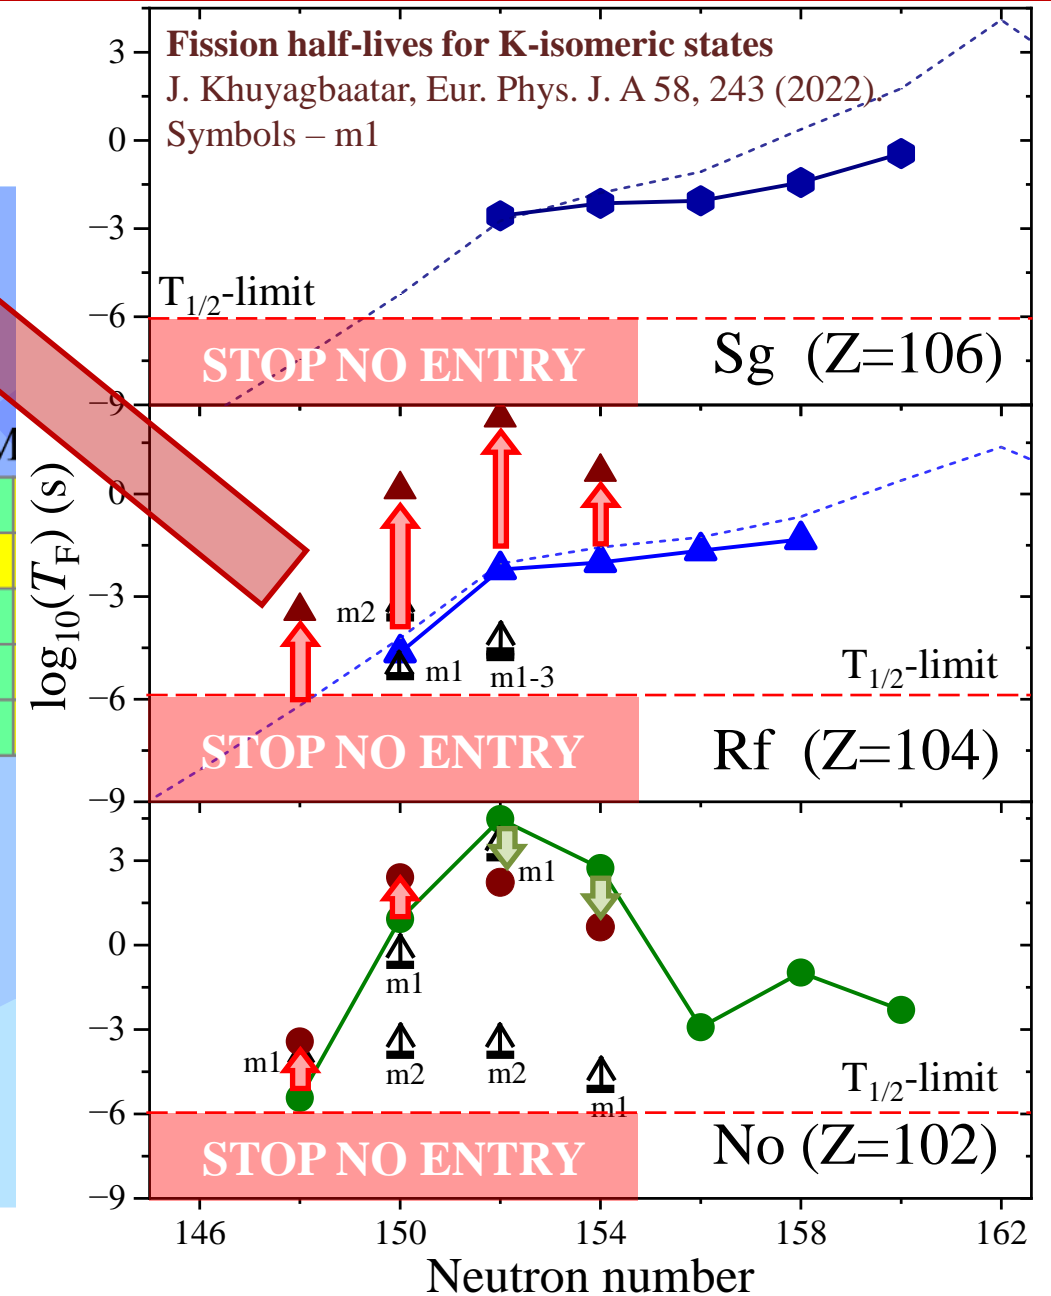 Fission half-lives for K-isomeric states
J. Khuyagbaatar, Eur. Phys. J. A 58, 243 (2022).
Symbols – m1
3
0
−3
−6
−9
T1/2-limit
STOP NO ENTRY
Sg (Z=106)
log10(TF) (s)
0
−3
−6
−9
m2
m1
m1-3
T1/2-limit
STOP NO ENTRY
Rf (Z=104)
3
0
−3
−6
−9
m1
m1
m1
m2
m2
m1
T1/2-limit
STOP NO ENTRY
No (Z=102)
146 150 154 158 162
Neutron number